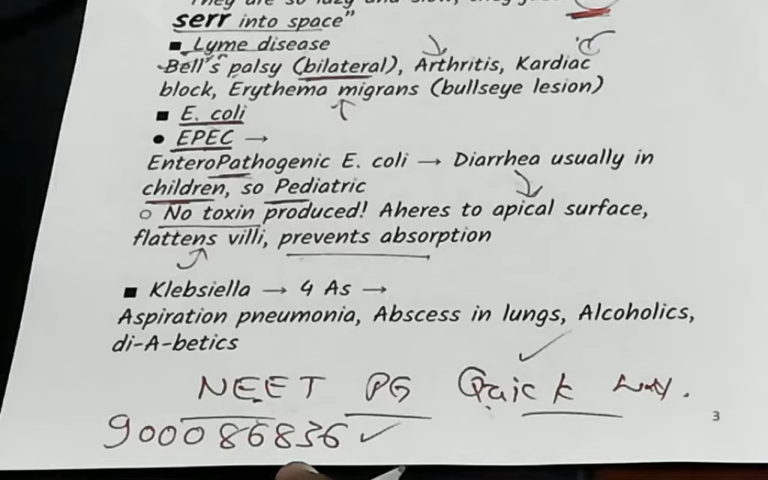 serr into space"
■ Lyme disease
Bell's palsy (bilateral), Arthritis, Kardiac
block, Erythema migrans (bullseye lesion)
■ E. coli
● EPEC →
EnteroPathogenic E. coli → Diarrhea usually in
children, so Pediatric
○ No toxin produced! Aheres to apical surface,
flattens villi, prevents absorption
■ Klebsiella → 4 As →
Aspiration pneumonia, Abscess in lungs, Alcoholics,
di-A-betics
NEET PG Quick
3
900086836